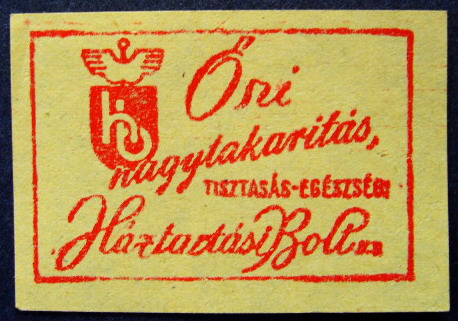 Őszi
nagytakarítás,
TISZTASÁG-EGÉSZSÉG!
Háztartási Bolt..